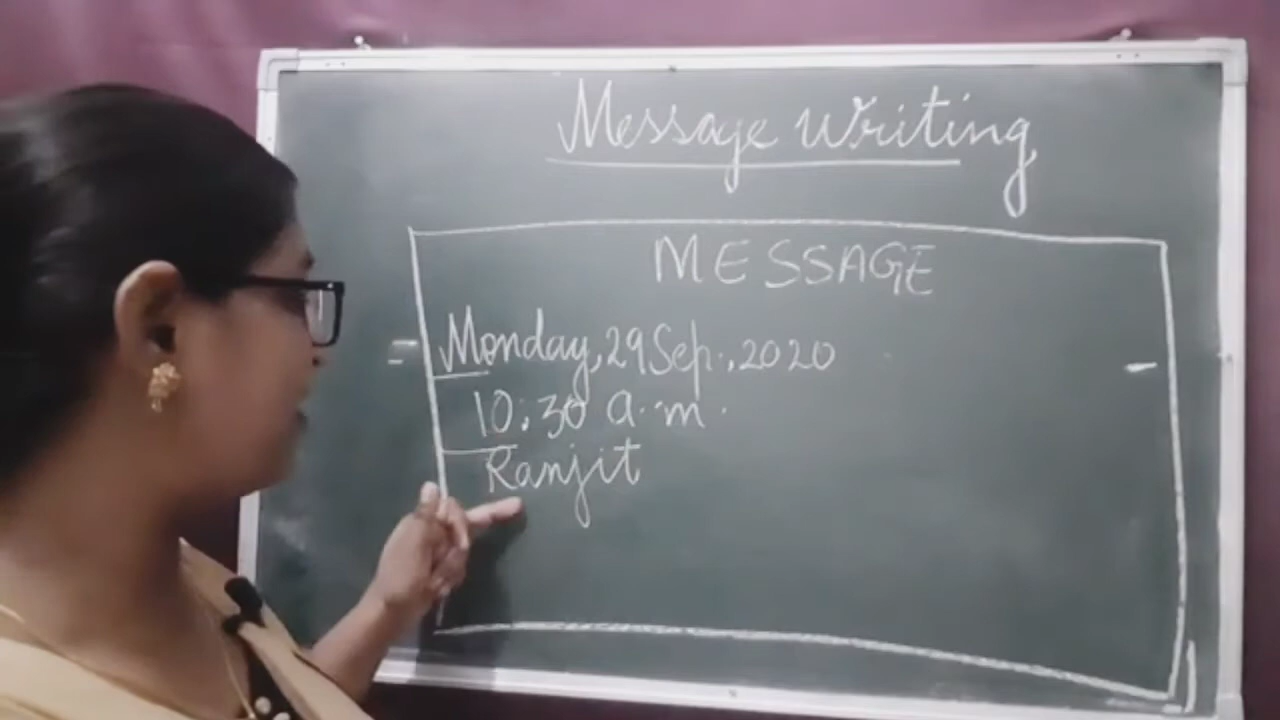 Message Writing
MESSAGE
Monday, 29 Sep., 2020
10:30 a.m.
Ranjit